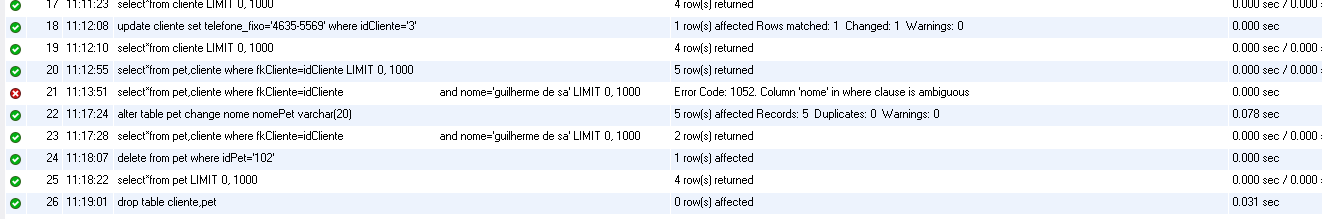 17 11:11:23 select*from cliente LIMIT 0, 1000 4 row(s) returned 0.000 sec / 0.000
18 11:12:08 update cliente set telefone_fixo='4635-5569' where idCliente='3' 1 row(s) affected Rows matched: 1 Changed: 1 Warnings: 0 0.000 sec
19 11:12:10 select*from cliente LIMIT 0, 1000 4 row(s) returned 0.000 sec / 0.000
20 11:12:55 select*from pet,cliente where fkCliente=idCliente LIMIT 0, 1000 5 row(s) returned 0.000 sec / 0.000
21 11:13:51 select*from pet,cliente where fkCliente=idCliente and nome='guilherme de sa' LIMIT 0, 1000 Error Code: 1052. Column 'nome' in where clause is ambiguous 0.000 sec
22 11:17:24 alter table pet change nome nomePet varchar(20) 5 row(s) affected Records: 5 Duplicates: 0 Warnings: 0 0.078 sec
23 11:17:28 select*from pet,cliente where fkCliente=idCliente and nome='guilherme de sa' LIMIT 0, 1000 2 row(s) returned 0.000 sec / 0.000
24 11:18:07 delete from pet where idPet='102' 1 row(s) affected 0.000 sec
25 11:18:22 select*from pet LIMIT 0, 1000 4 row(s) returned 0.000 sec / 0.000
26 11:19:01 drop table cliente,pet 0 row(s) affected 0.031 sec